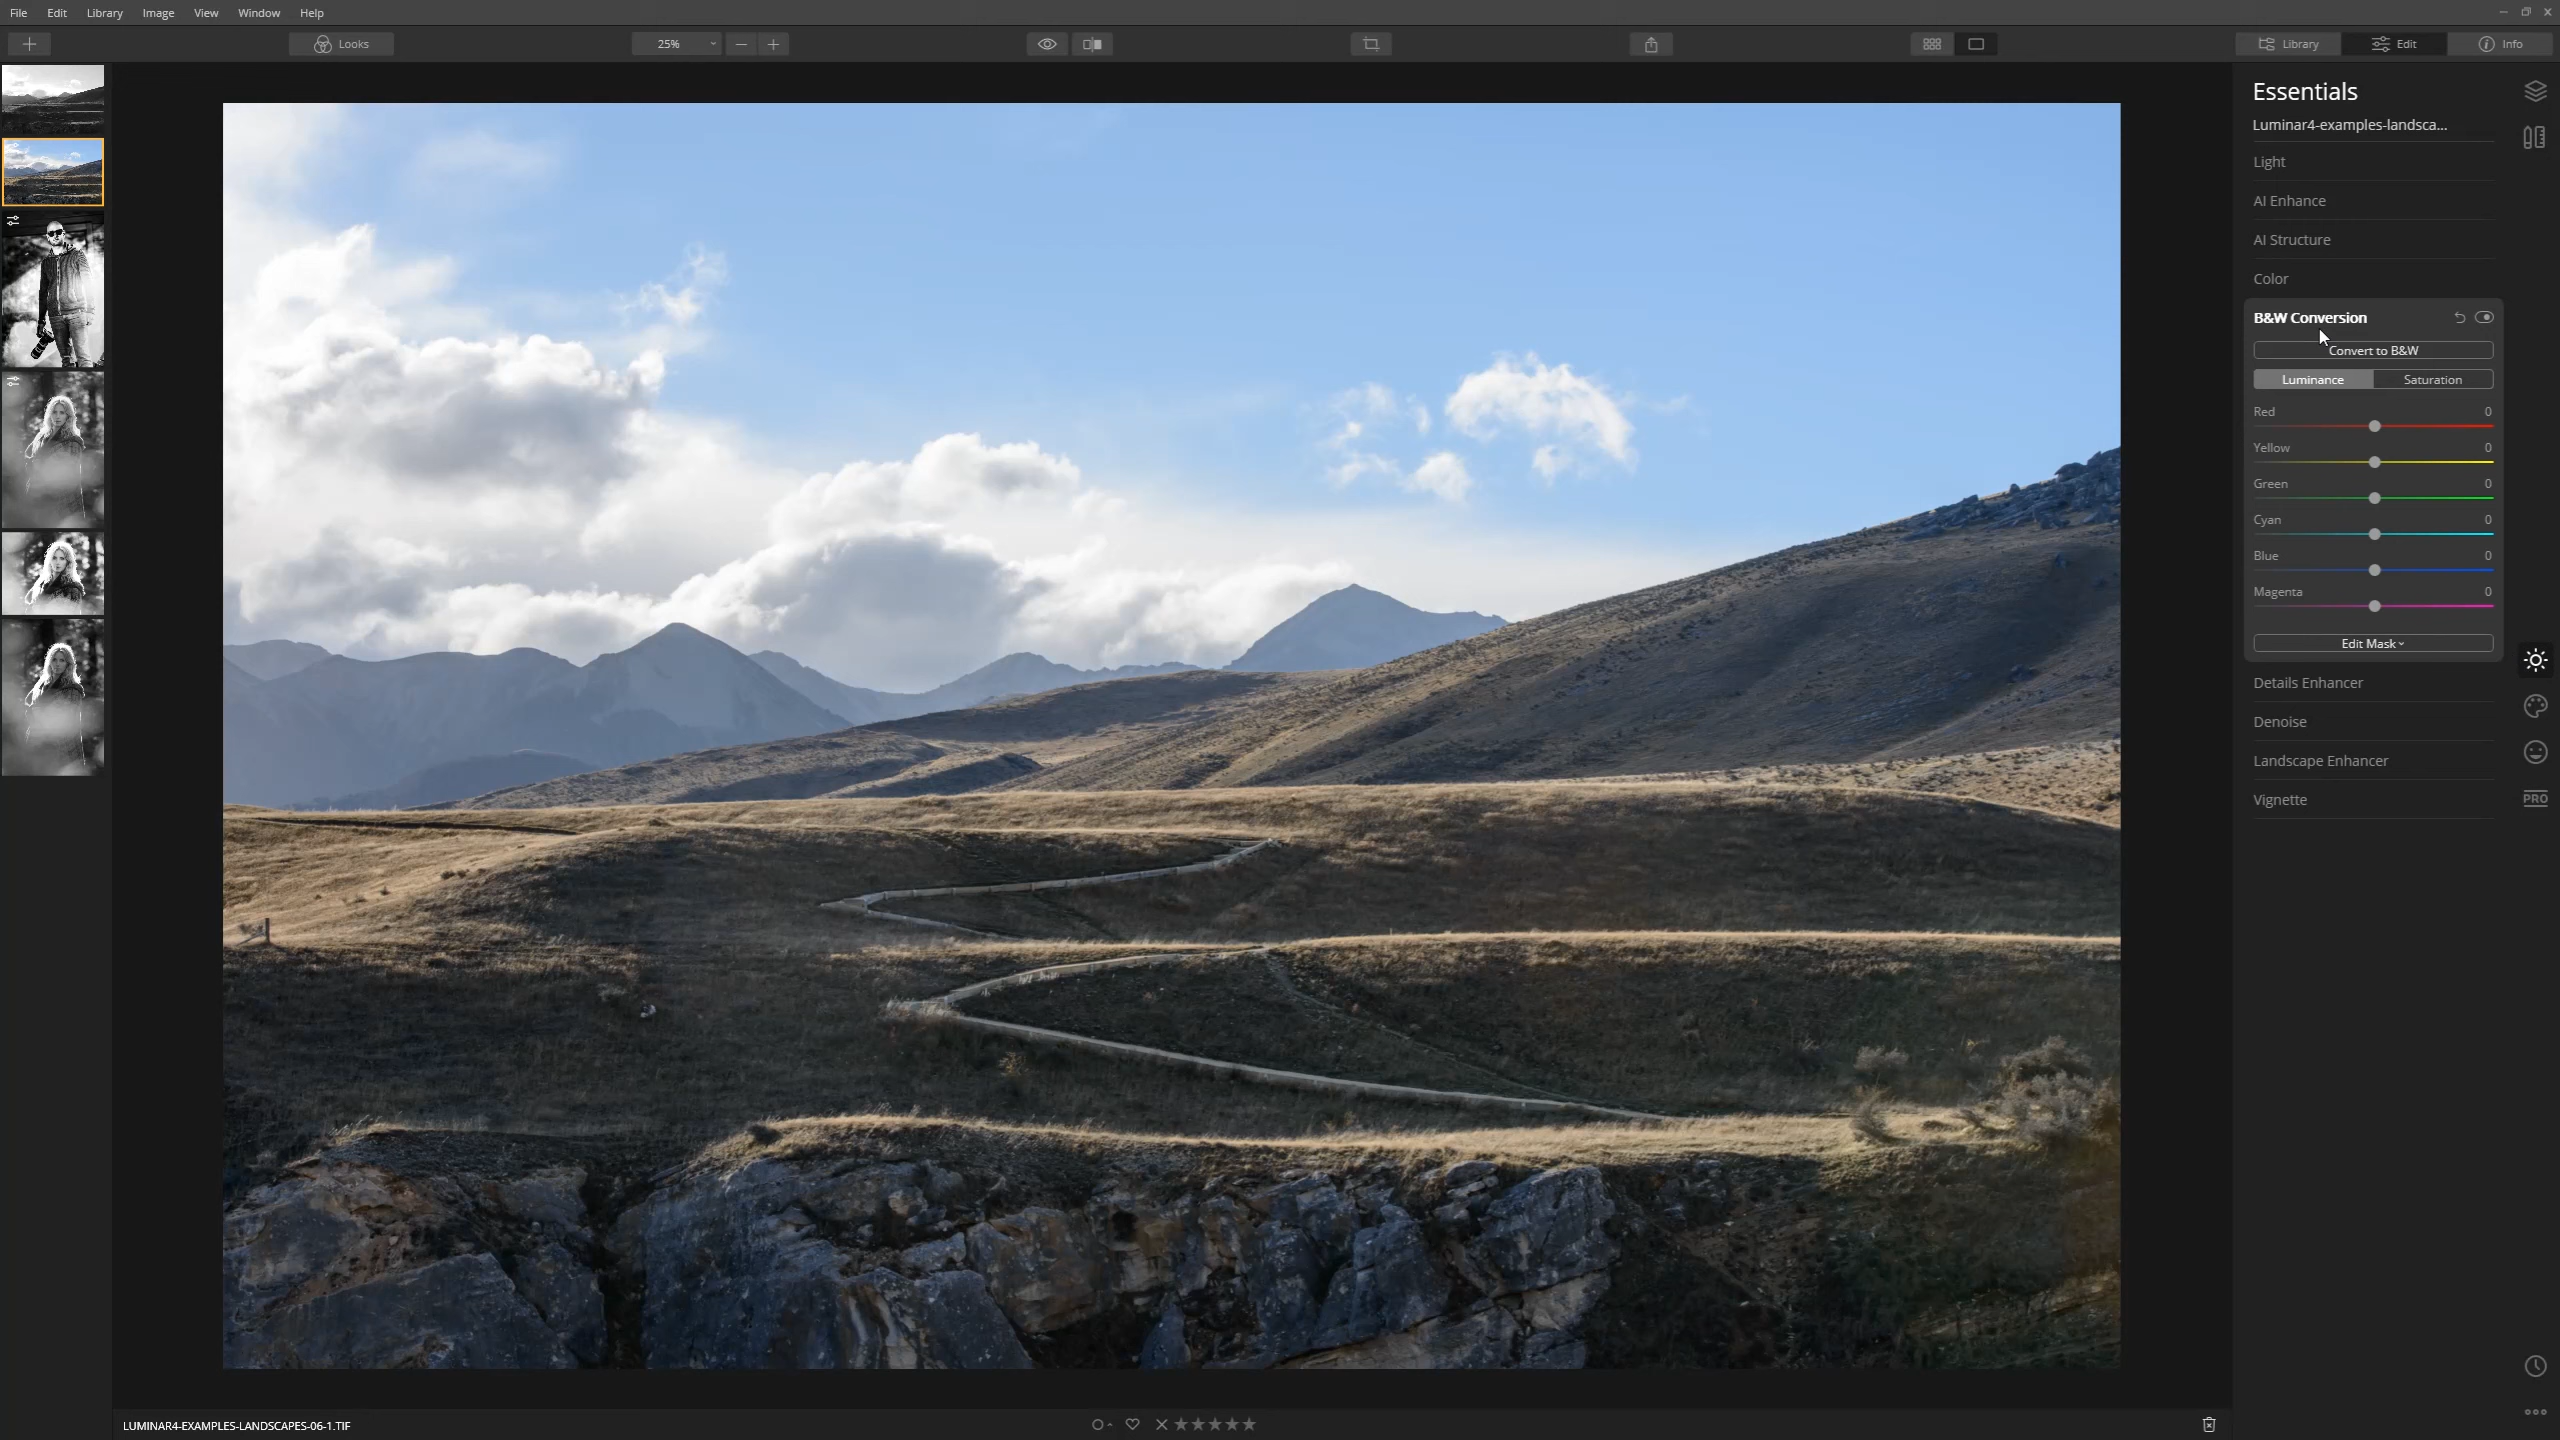 File Edit Library Image View Window Help
Looks 25% Library Edit Info
Essentials
Luminar4-examples-landsca...
Light
AI Enhance
AI Structure
Color
B&W Conversion
Convert to B&W
Luminance Saturation
Red 0
Yellow 0
Green 0
Cyan 0
Blue 0
Magenta 0
Edit Mask
Details Enhancer
Denoise
Landscape Enhancer
PRO
Vignette
LUMINAR4-EXAMPLES-LANDSCAPES-06-1.TIF